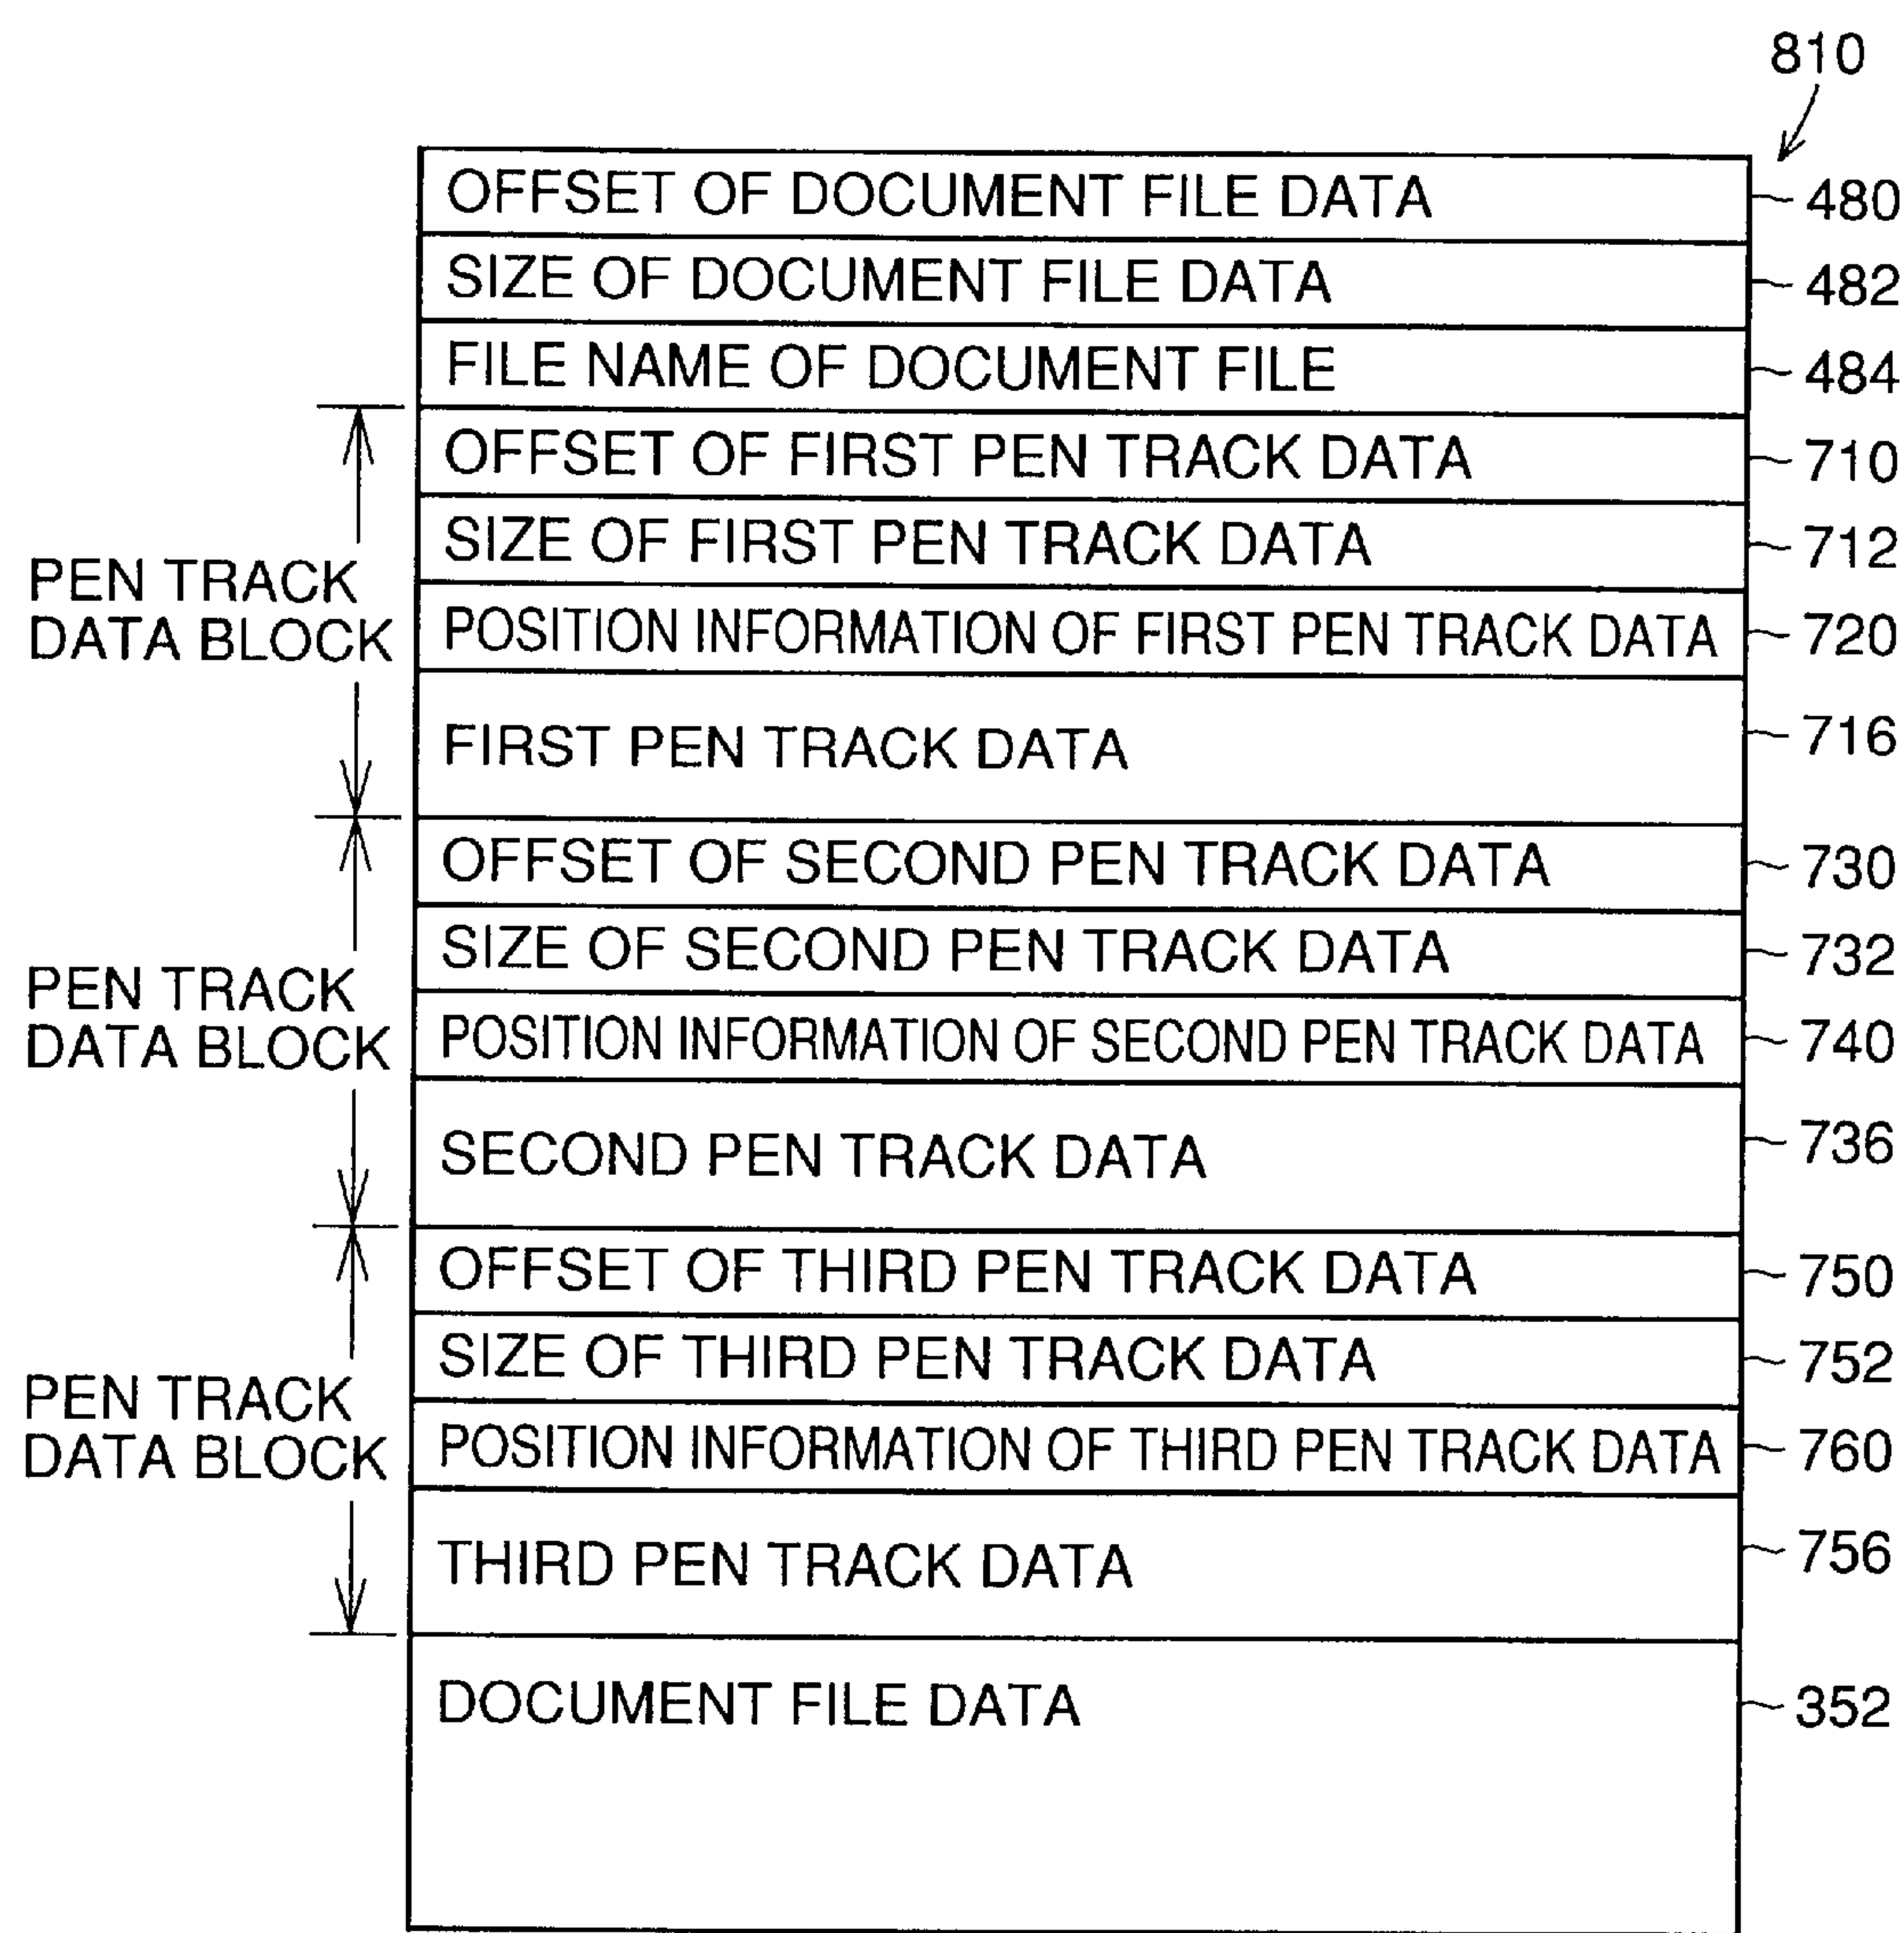 810
OFFSET OF DOCUMENT FILE DATA 480
SIZE OF DOCUMENT FILE DATA 482
FILE NAME OF DOCUMENT FILE 484
OFFSET OF FIRST PEN TRACK DATA 710
SIZE OF FIRST PEN TRACK DATA 712
PEN TRACK
DATA BLOCK
POSITION INFORMATION OF FIRST PEN TRACK DATA 720
FIRST PEN TRACK DATA 716
OFFSET OF SECOND PEN TRACK DATA 730
SIZE OF SECOND PEN TRACK DATA 732
PEN TRACK
DATA BLOCK
POSITION INFORMATION OF SECOND PEN TRACK DATA 740
SECOND PEN TRACK DATA 736
OFFSET OF THIRD PEN TRACK DATA 750
SIZE OF THIRD PEN TRACK DATA 752
PEN TRACK
DATA BLOCK
POSITION INFORMATION OF THIRD PEN TRACK DATA 760
THIRD PEN TRACK DATA 756
DOCUMENT FILE DATA 352